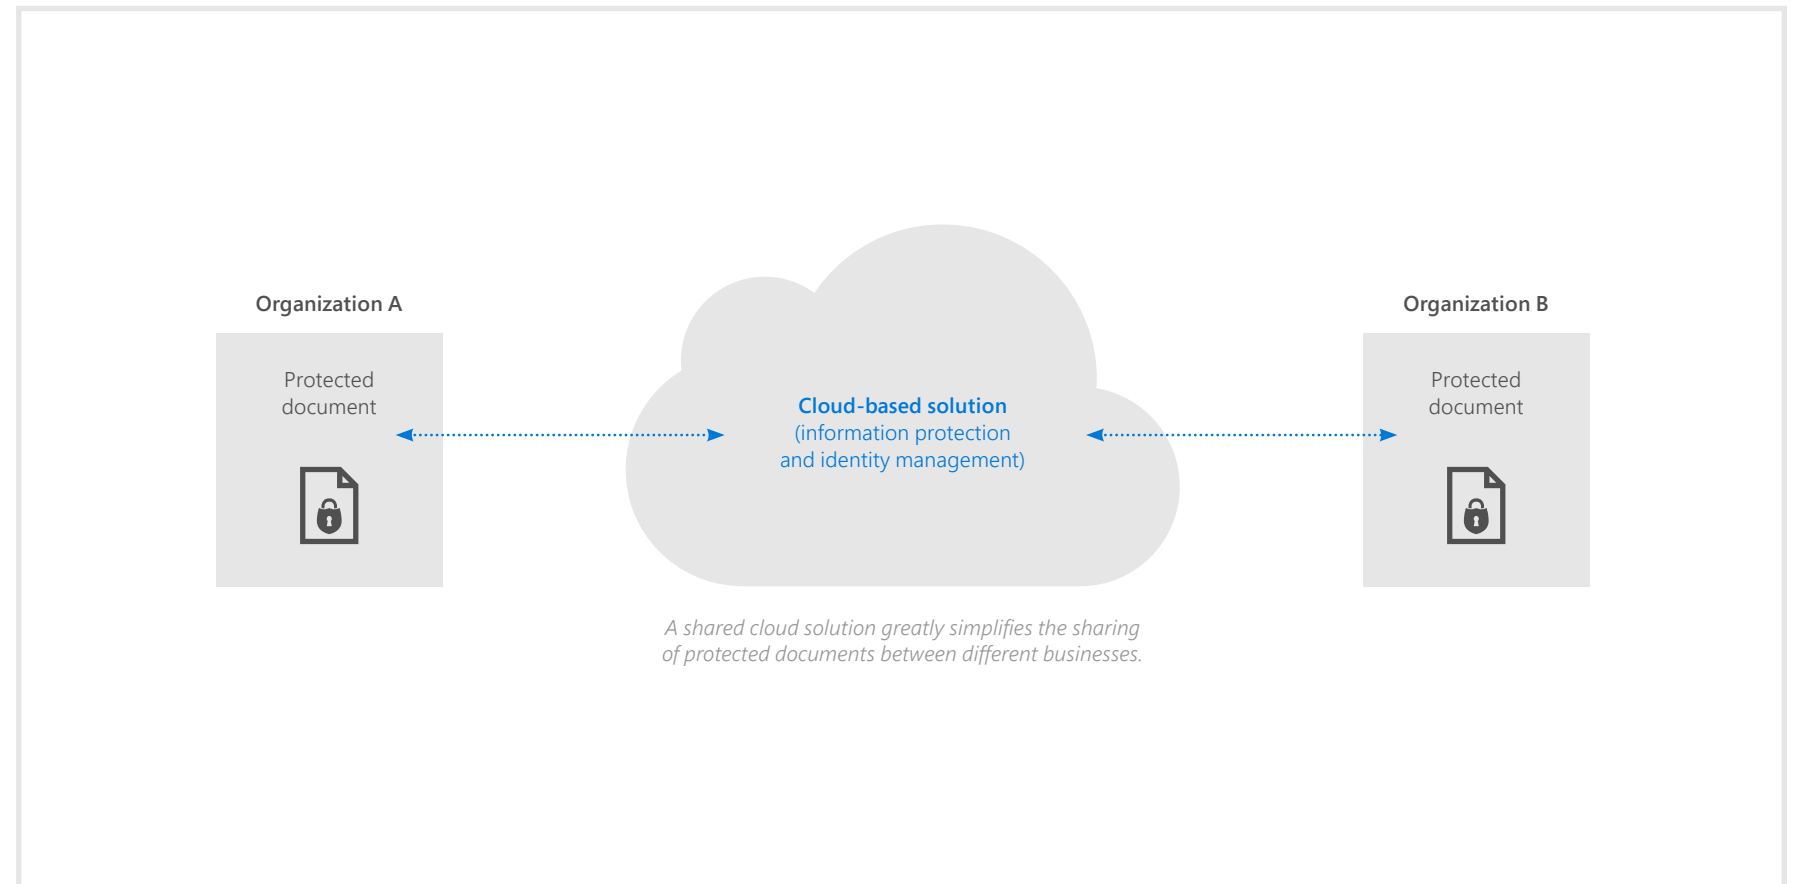 Organization A
Protected
document
Cloud-based solution
(information protection
and identity management)
Organization B
Protected
document
A shared cloud solution greatly simplifies the sharing
of protected documents between different businesses.